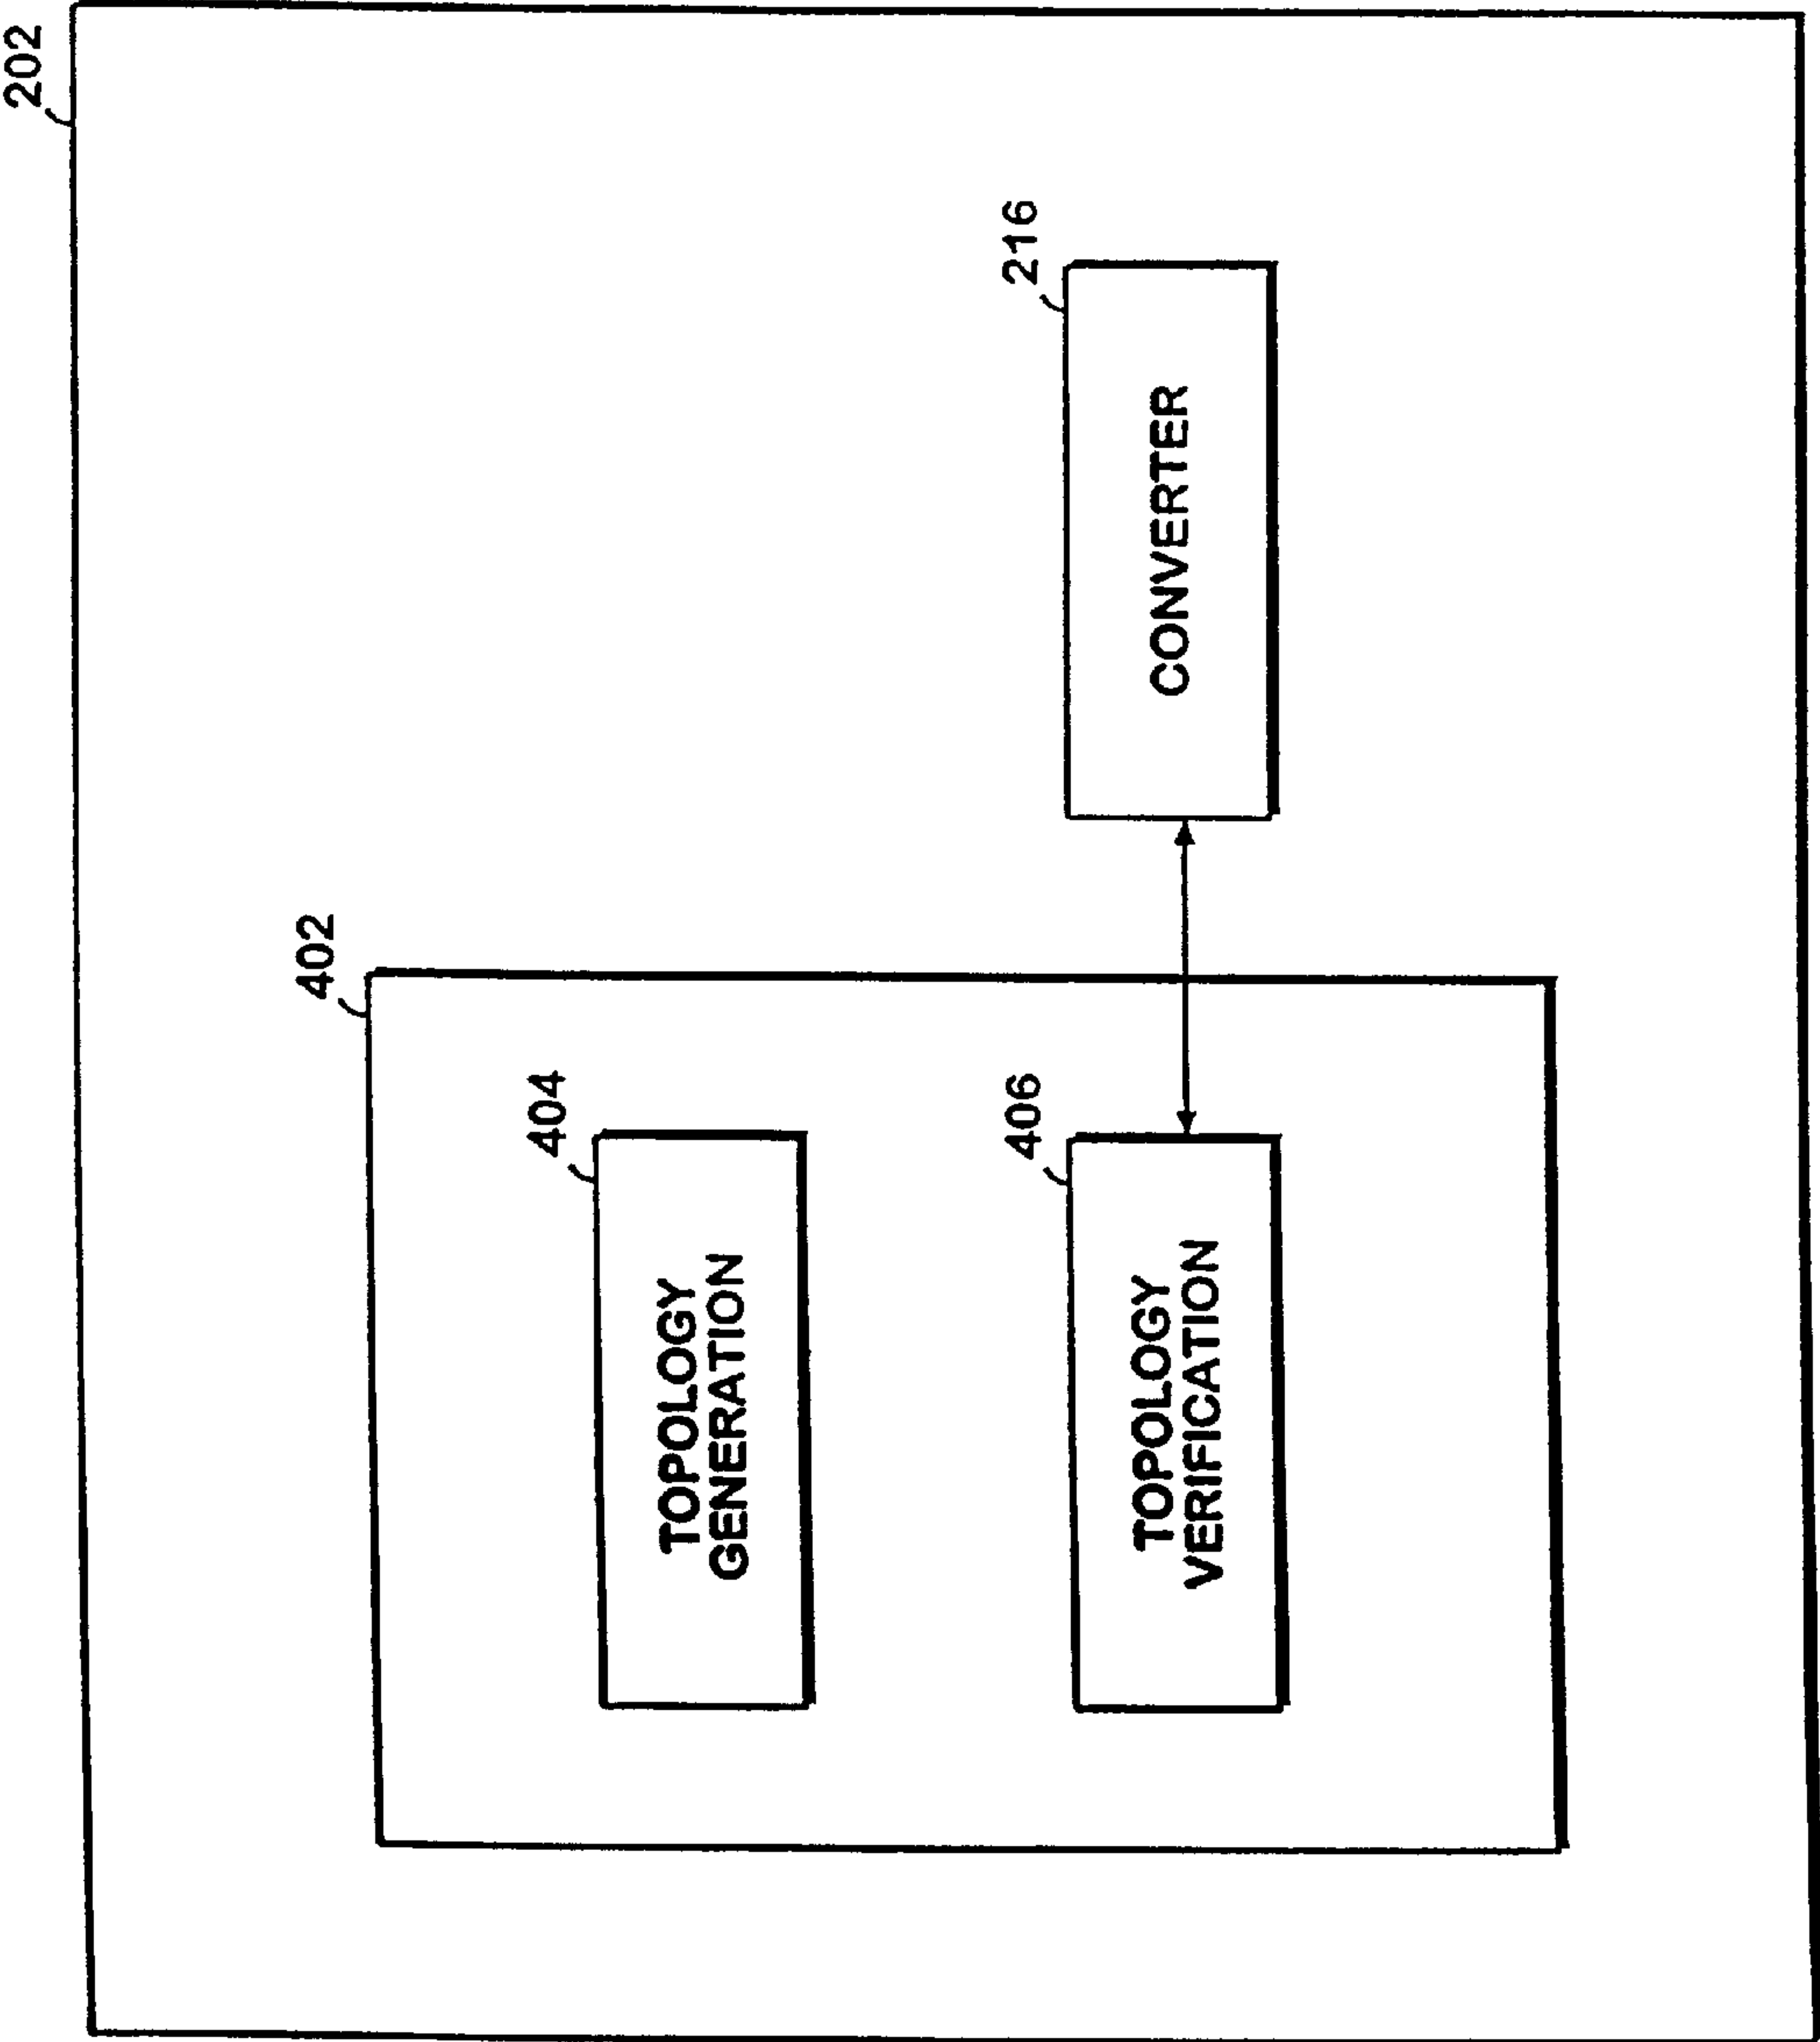 202
402
404
TOPOLOGY
GENERATION
406
TOPOLOGY
VERIFICATION
216
CONVERTER